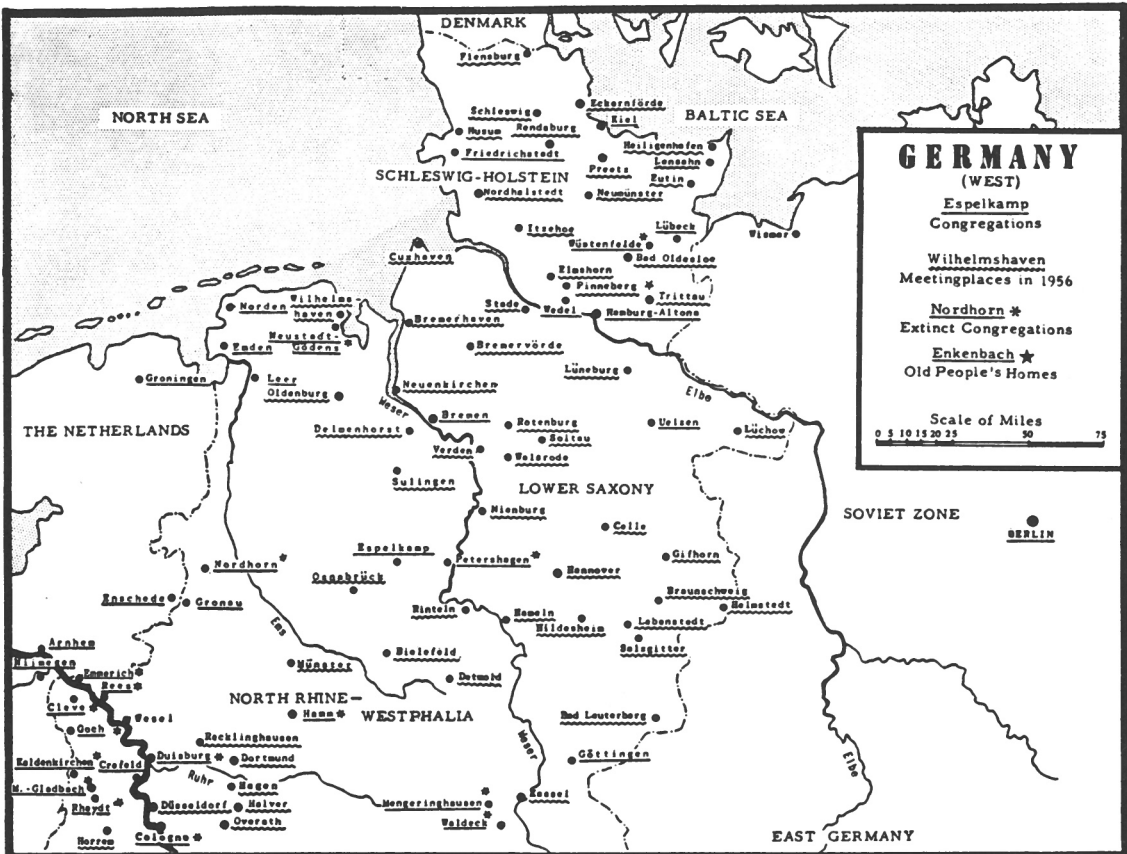 DENMARK
Flensburg
NORTH SEA
Schleswig
Eckernförde
Rendsburg
Kiel
BALTIC SEA
Husum
Friedrichstadt
Heiligenhafen
Lensahn
Preetz
SCHLESWIG-HOLSTEIN
Eutin
Nordhalstedt
Neumünster
Itzehoe
Lübeck
Wismar
Wüstenfelde *
Cuxhaven
Bad Oldesloe
Elmshorn
Pinneberg
★
Trittau
Norden
Wilhelms-
haven
Stade
Wedel
Hamburg-Altona
Bremerhaven
Neustadt-
Gödens *
Emden
Bremervörde
Groningen
Leer
Oldenburg
Neuenkirchen
Lüneburg
Elbe
Weser
Bremen
THE NETHERLANDS
Delmenhorst
Rotenburg
Soltau
Uelzen
Lüchow
Verden
Walsrode
Sulingen
LOWER SAXONY
Nienburg
Celle
SOVIET ZONE
BERLIN
Espelkamp
Petershagen *
Gifhorn
Nordhorn *
Hannover
Osnabrück
Enschede
Gronau
Braunschweig
Helmstedt
Rinteln
Hameln
Wildesheim
Lebenstedt
Salzgitter
Ems
Arnhem
Nijmegen
Emmerich *
Rees *
Münster
Bielefeld
Detmold
Cleve *
NORTH RHINE-
WESTPHALIA
Hamm *
Wesel
Goch *
Bad Lauterberg
Recklinghausen
Kaldenkirchen *
Crefeld
Duisburg *
Dortmund
Ruhr
Weser
Göttingen
Elbe
M.-Gladbach *
Hagen
Rheydt *
Düsseldorf
Halver
Mengeringhausen *
Kassel
Horrem
Cologne *
Overath
Waldeck *
EAST GERMANY
GERMANY
(WEST)
Espelkamp
Congregations
Wilhelmshaven
Meetingplaces in 1956
Nordhorn *
Extinct Congregations
Enkenbach ★
Old People's Homes
Scale of Miles
0 5 10 15 20 25 50 75